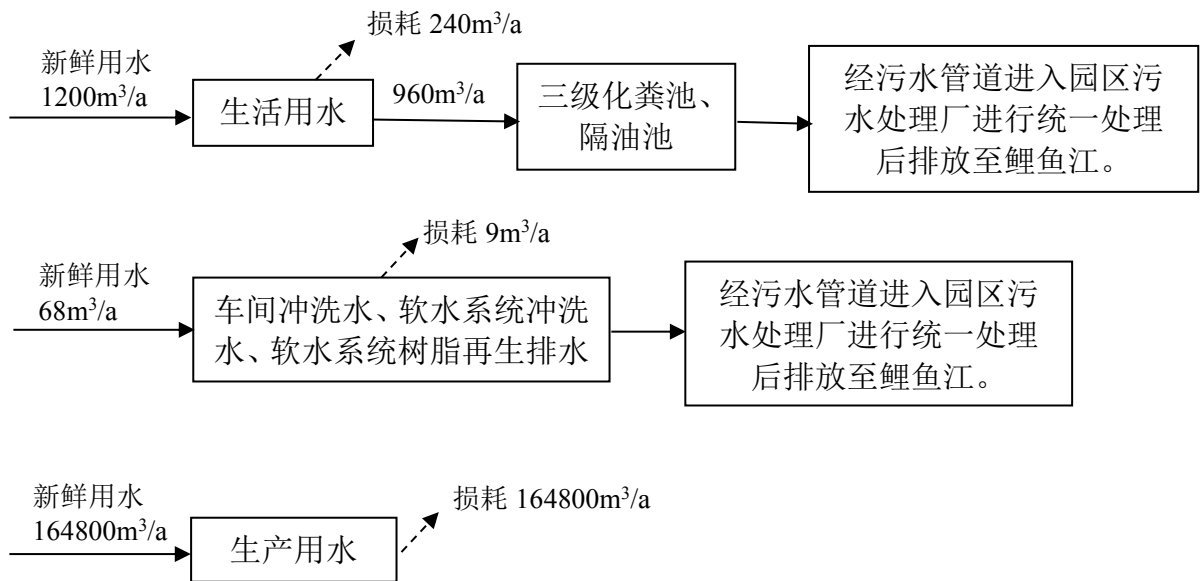 损耗 240m³/a
新鲜用水
1200m³/a
生活用水
960m³/a
三级化粪池、
隔油池
经污水管道进入园区污
水处理厂进行统一处理
后排放至鲤鱼江。
损耗 9m³/a
新鲜用水
68m³/a
车间冲洗水、软水系统冲洗
水、软水系统树脂再生排水
经污水管道进入园区污
水处理厂进行统一处理
后排放至鲤鱼江。
新鲜用水
164800m³/a
生产用水
损耗 164800m³/a